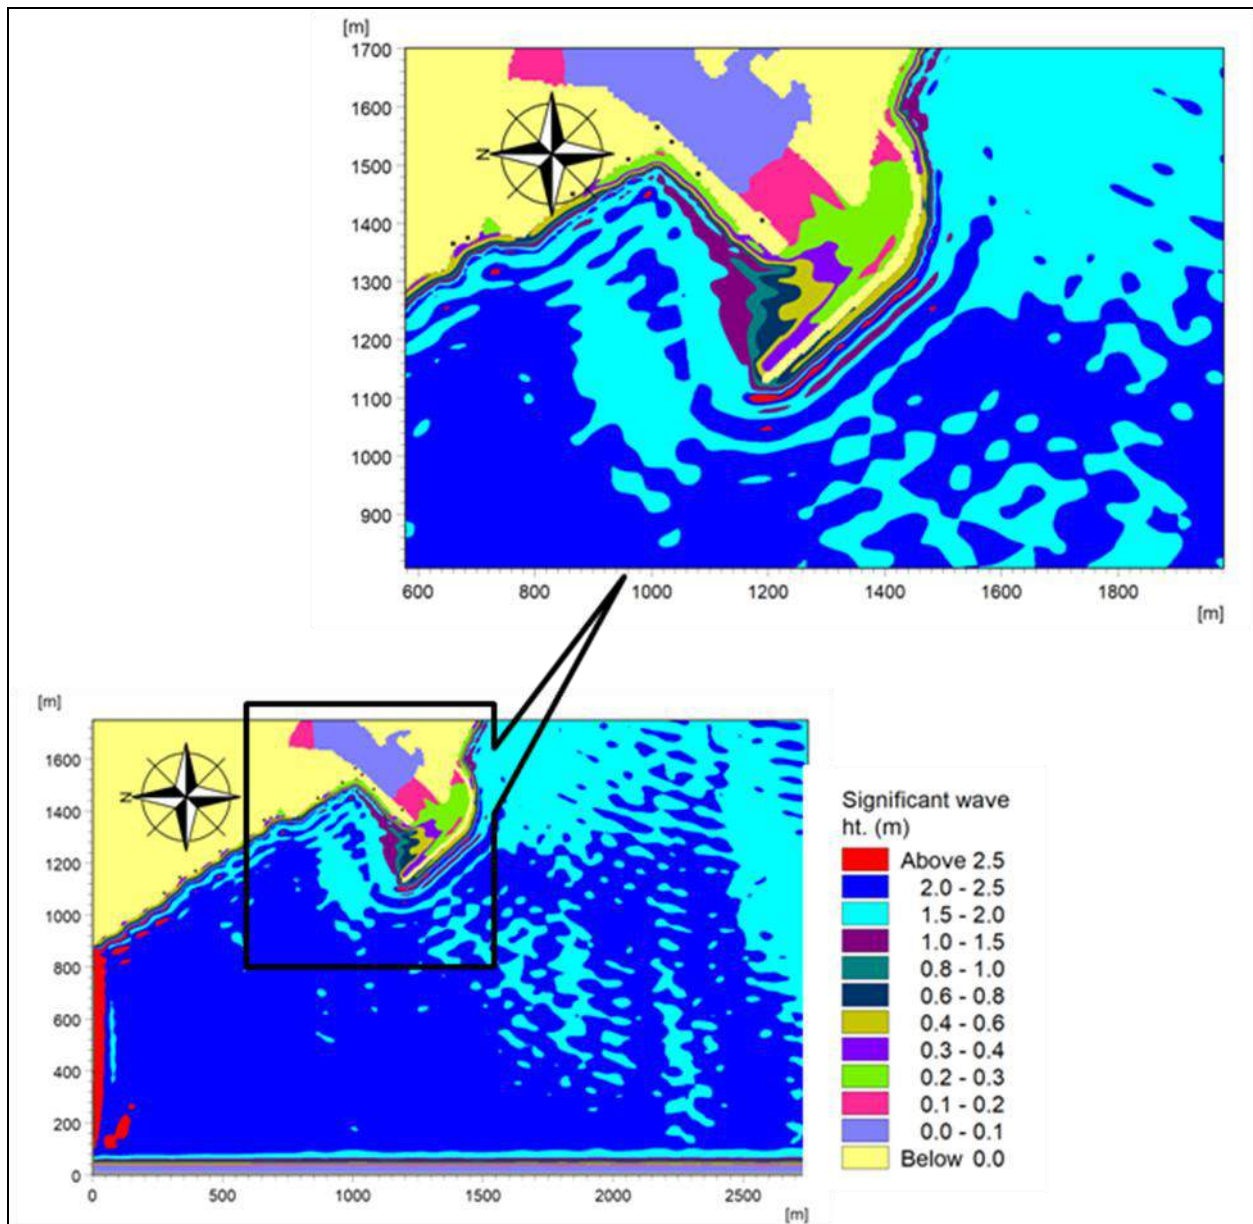 [m]
1700
1600
1500
1400
1300
1200
1100
1000
900
600 800 1000 1200 1400 1600 1800
[m]
N
[m]
1600
1400
1200
1000
800
600
400
200
0
0 500 1000 1500 2000 2500
[m]
N
Significant wave
ht. (m)
Above 2.5
2.0 - 2.5
1.5 - 2.0
1.0 - 1.5
0.8 - 1.0
0.6 - 0.8
0.4 - 0.6
0.3 - 0.4
0.2 - 0.3
0.1 - 0.2
0.0 - 0.1
Below 0.0